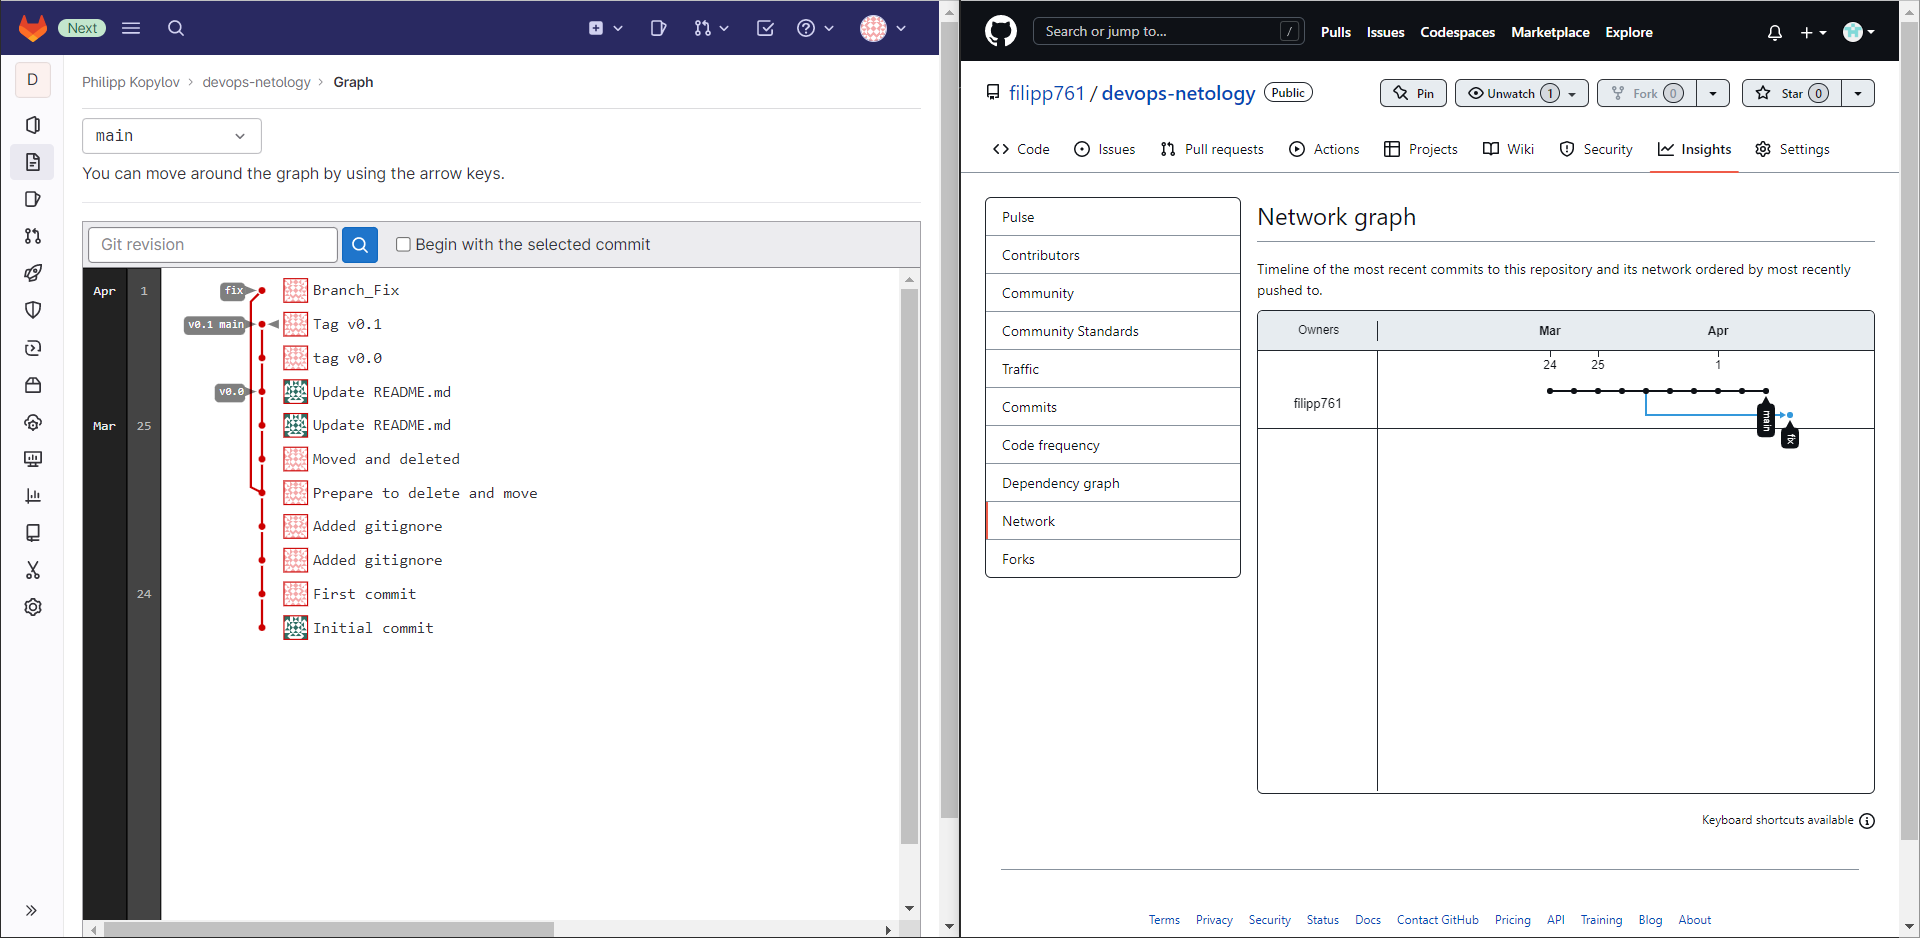 Next
D
Philipp Kopylov › devops-netology › Graph
main
You can move around the graph by using the arrow keys.
Git revision
Begin with the selected commit
Apr 1 fix Branch_Fix
v0.1 main Tag v0.1
tag v0.0
v0.0 Update README.md
Mar 25 Update README.md
Moved and deleted
Prepare to delete and move
Added gitignore
Added gitignore
24 First commit
Initial commit
Search or jump to... /
Pulls Issues Codespaces Marketplace Explore
filipp761 / devops-netology Public
Pin Unwatch 1 Fork 0 Star 0
Code Issues Pull requests Actions Projects Wiki Security Insights Settings
Pulse
Contributors
Community
Community Standards
Traffic
Commits
Code frequency
Dependency graph
Network
Forks
Network graph
Timeline of the most recent commits to this repository and its network ordered by most recently
pushed to.
Owners Mar Apr
24 25 1
filipp761
main
fix
Keyboard shortcuts available
Terms Privacy Security Status Docs Contact GitHub Pricing API Training Blog About